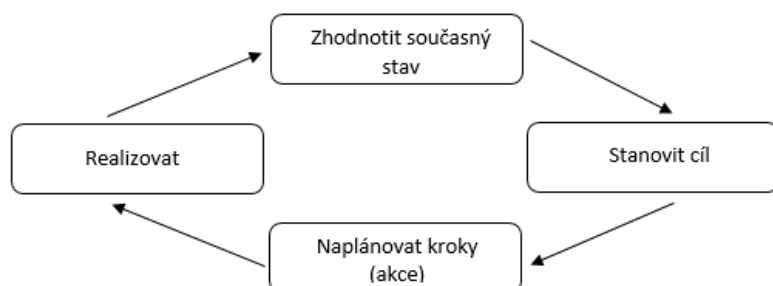 Zhodnotit současný
stav
Realizovat
Stanovit cíl
Naplánovat kroky
(akce)